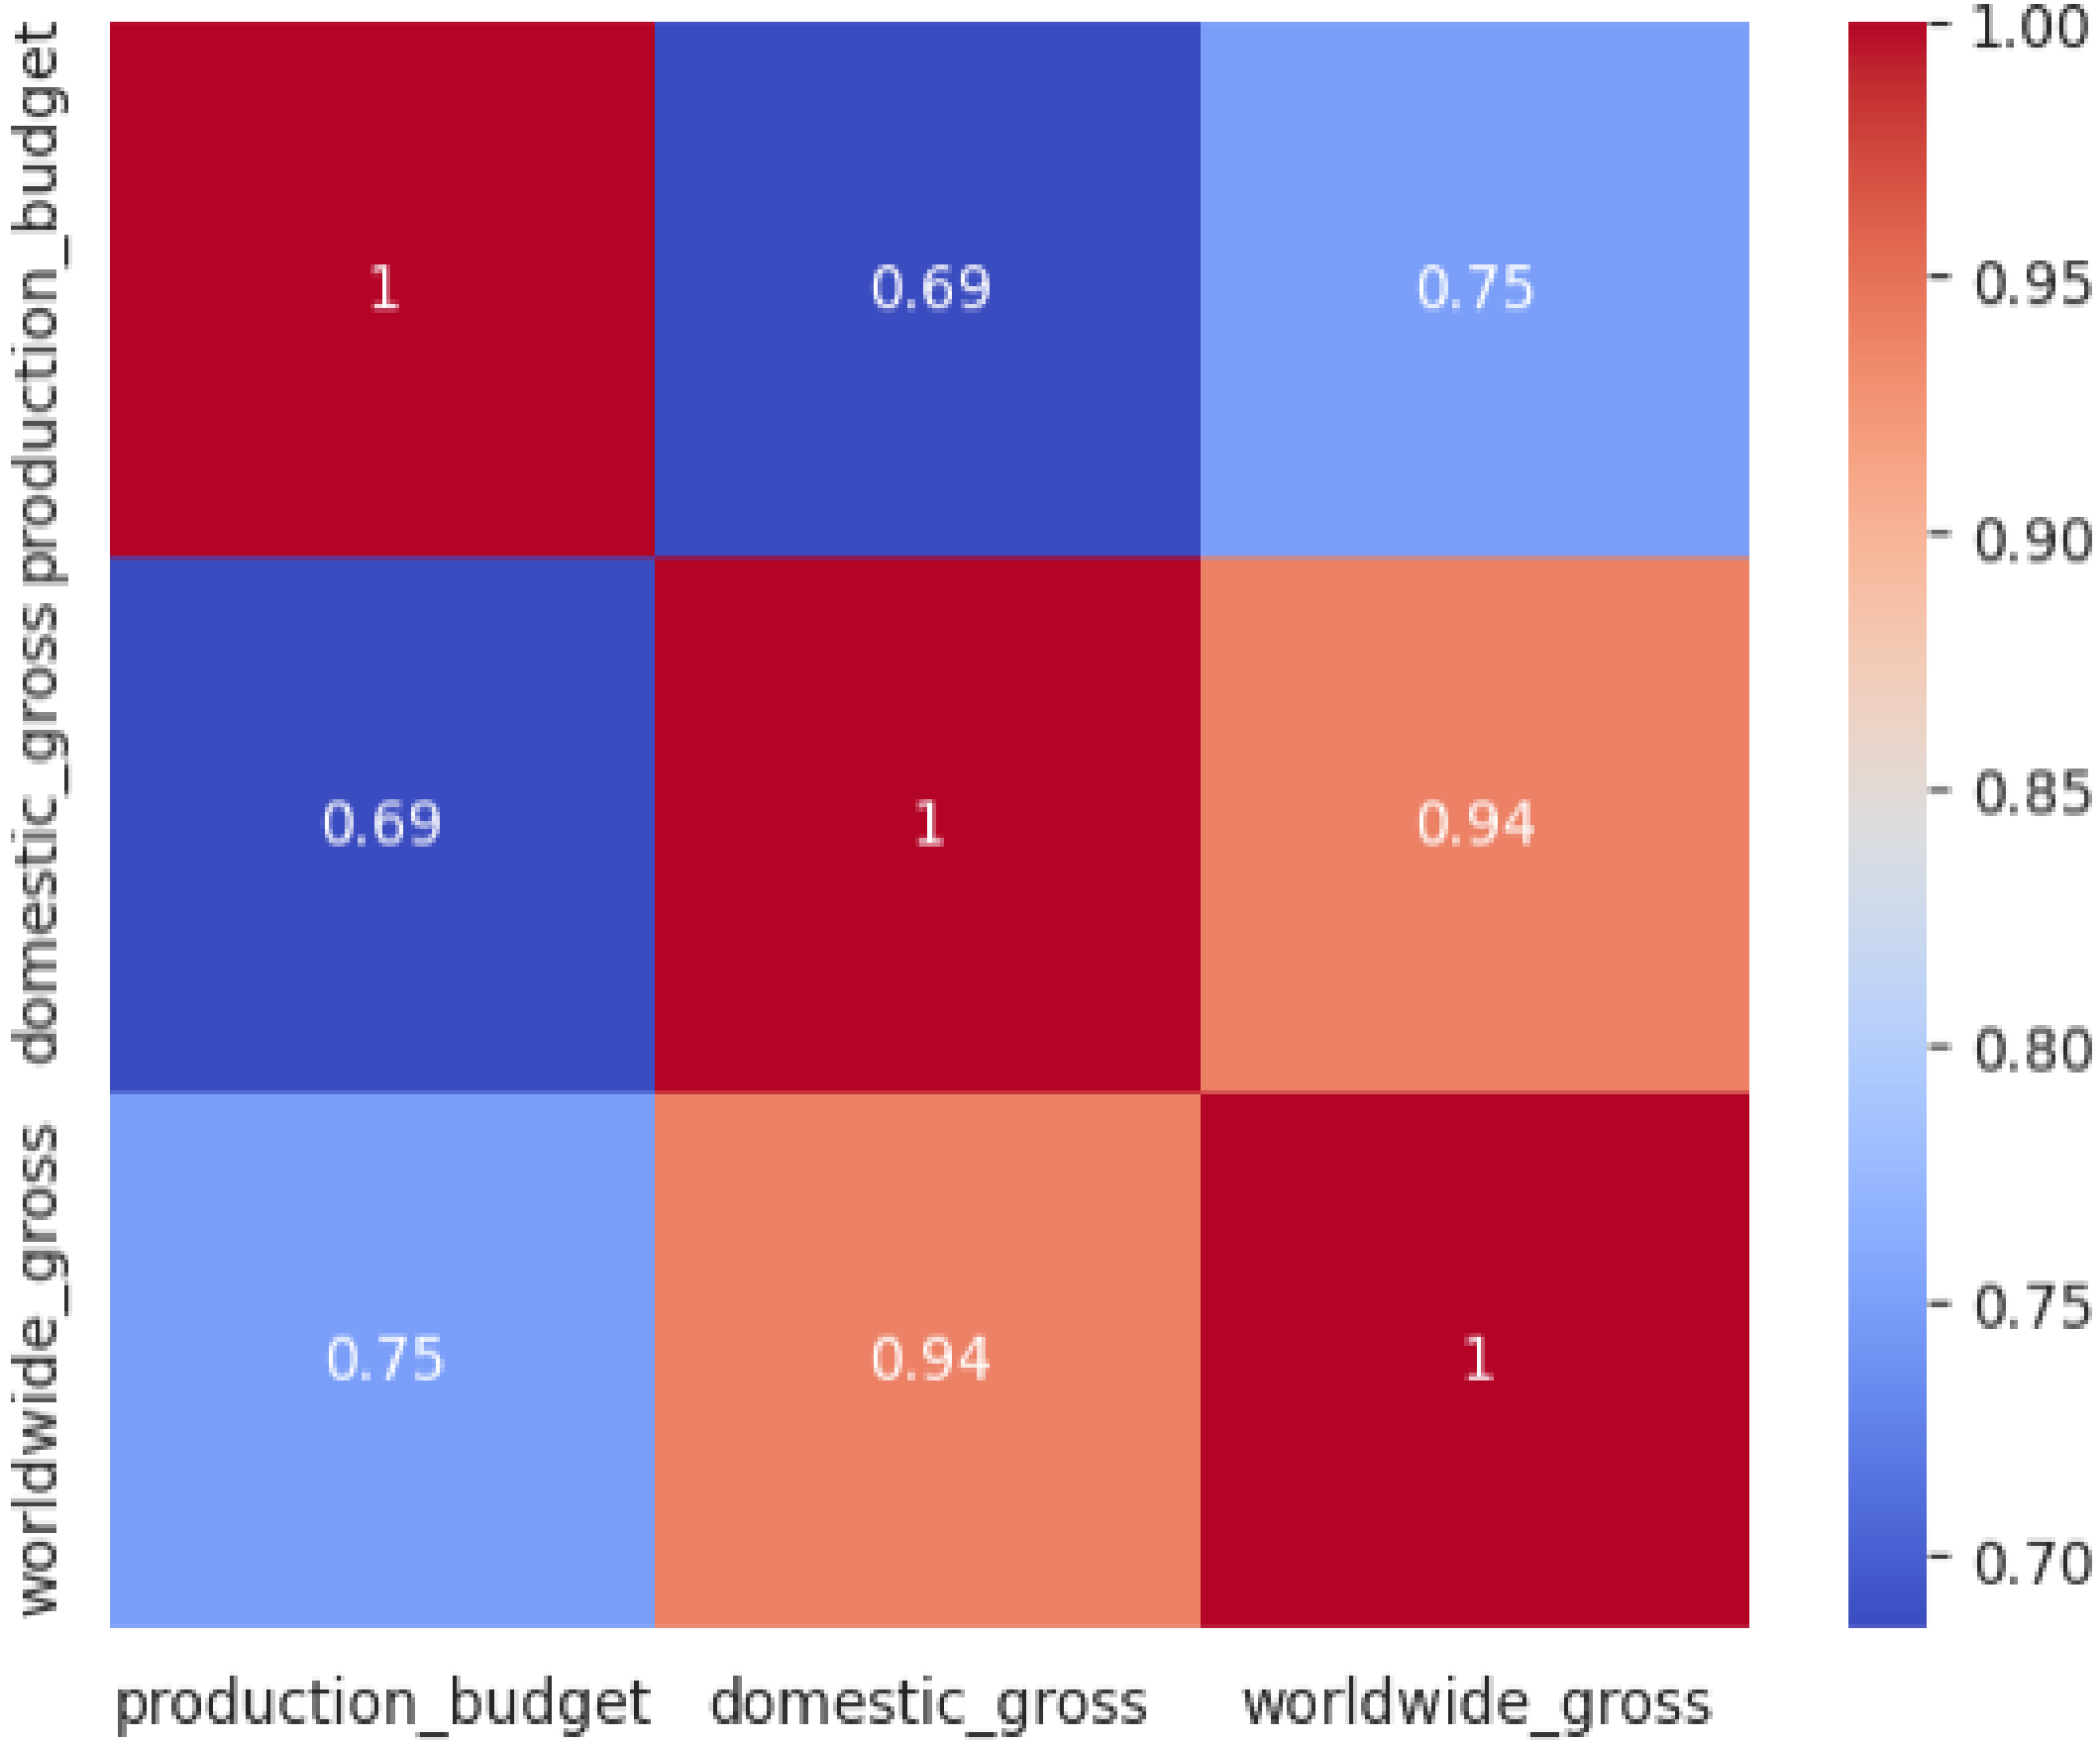 production_budget
domestic_gross
worldwide_gross
1 0.69 0.75
0.69 1 0.94
0.75 0.94 1
production_budget domestic_gross worldwide_gross
1.00
0.95
0.90
0.85
0.80
0.75
0.70